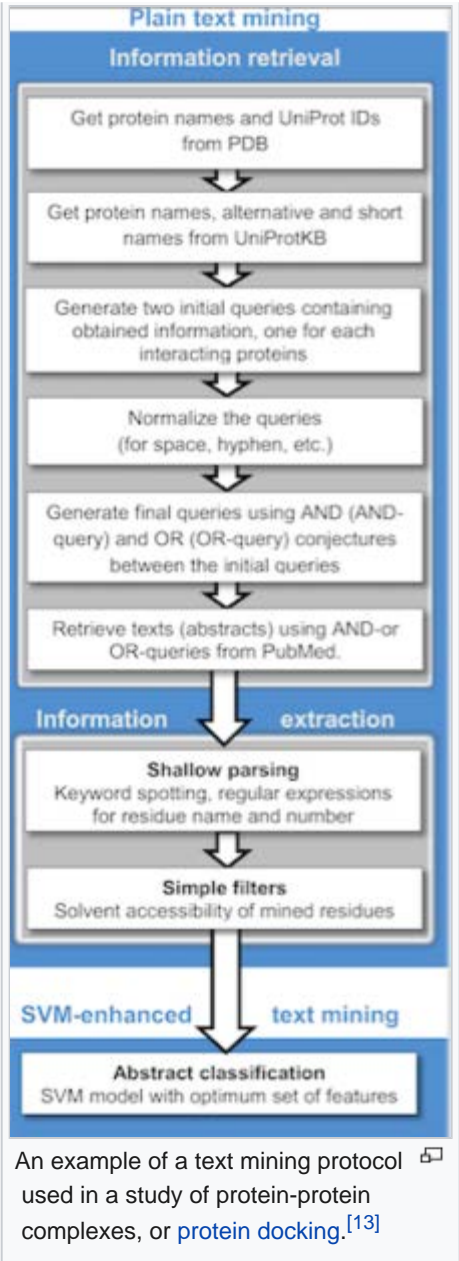 Plain text mining
Information retrieval
Get protein names and UniProt IDs
from PDB
Get protein names, alternative and short
names from UniProtKB
Generate two initial queries containing
obtained information, one for each
interacting proteins
Normalize the queries
(for space, hyphen, etc.)
Generate final queries using AND (AND-
query) and OR (OR-query) conjectures
between the initial queries
Retrieve texts (abstracts) using AND-or
OR-queries from PubMed.
Information extraction
Shallow parsing
Keyword spotting, regular expressions
for residue name and number
Simple filters
Solvent accessibility of mined residues
SVM-enhanced text mining
Abstract classification
SVM model with optimum set of features
An example of a text mining protocol
used in a study of protein-protein
complexes, or protein docking.[13]